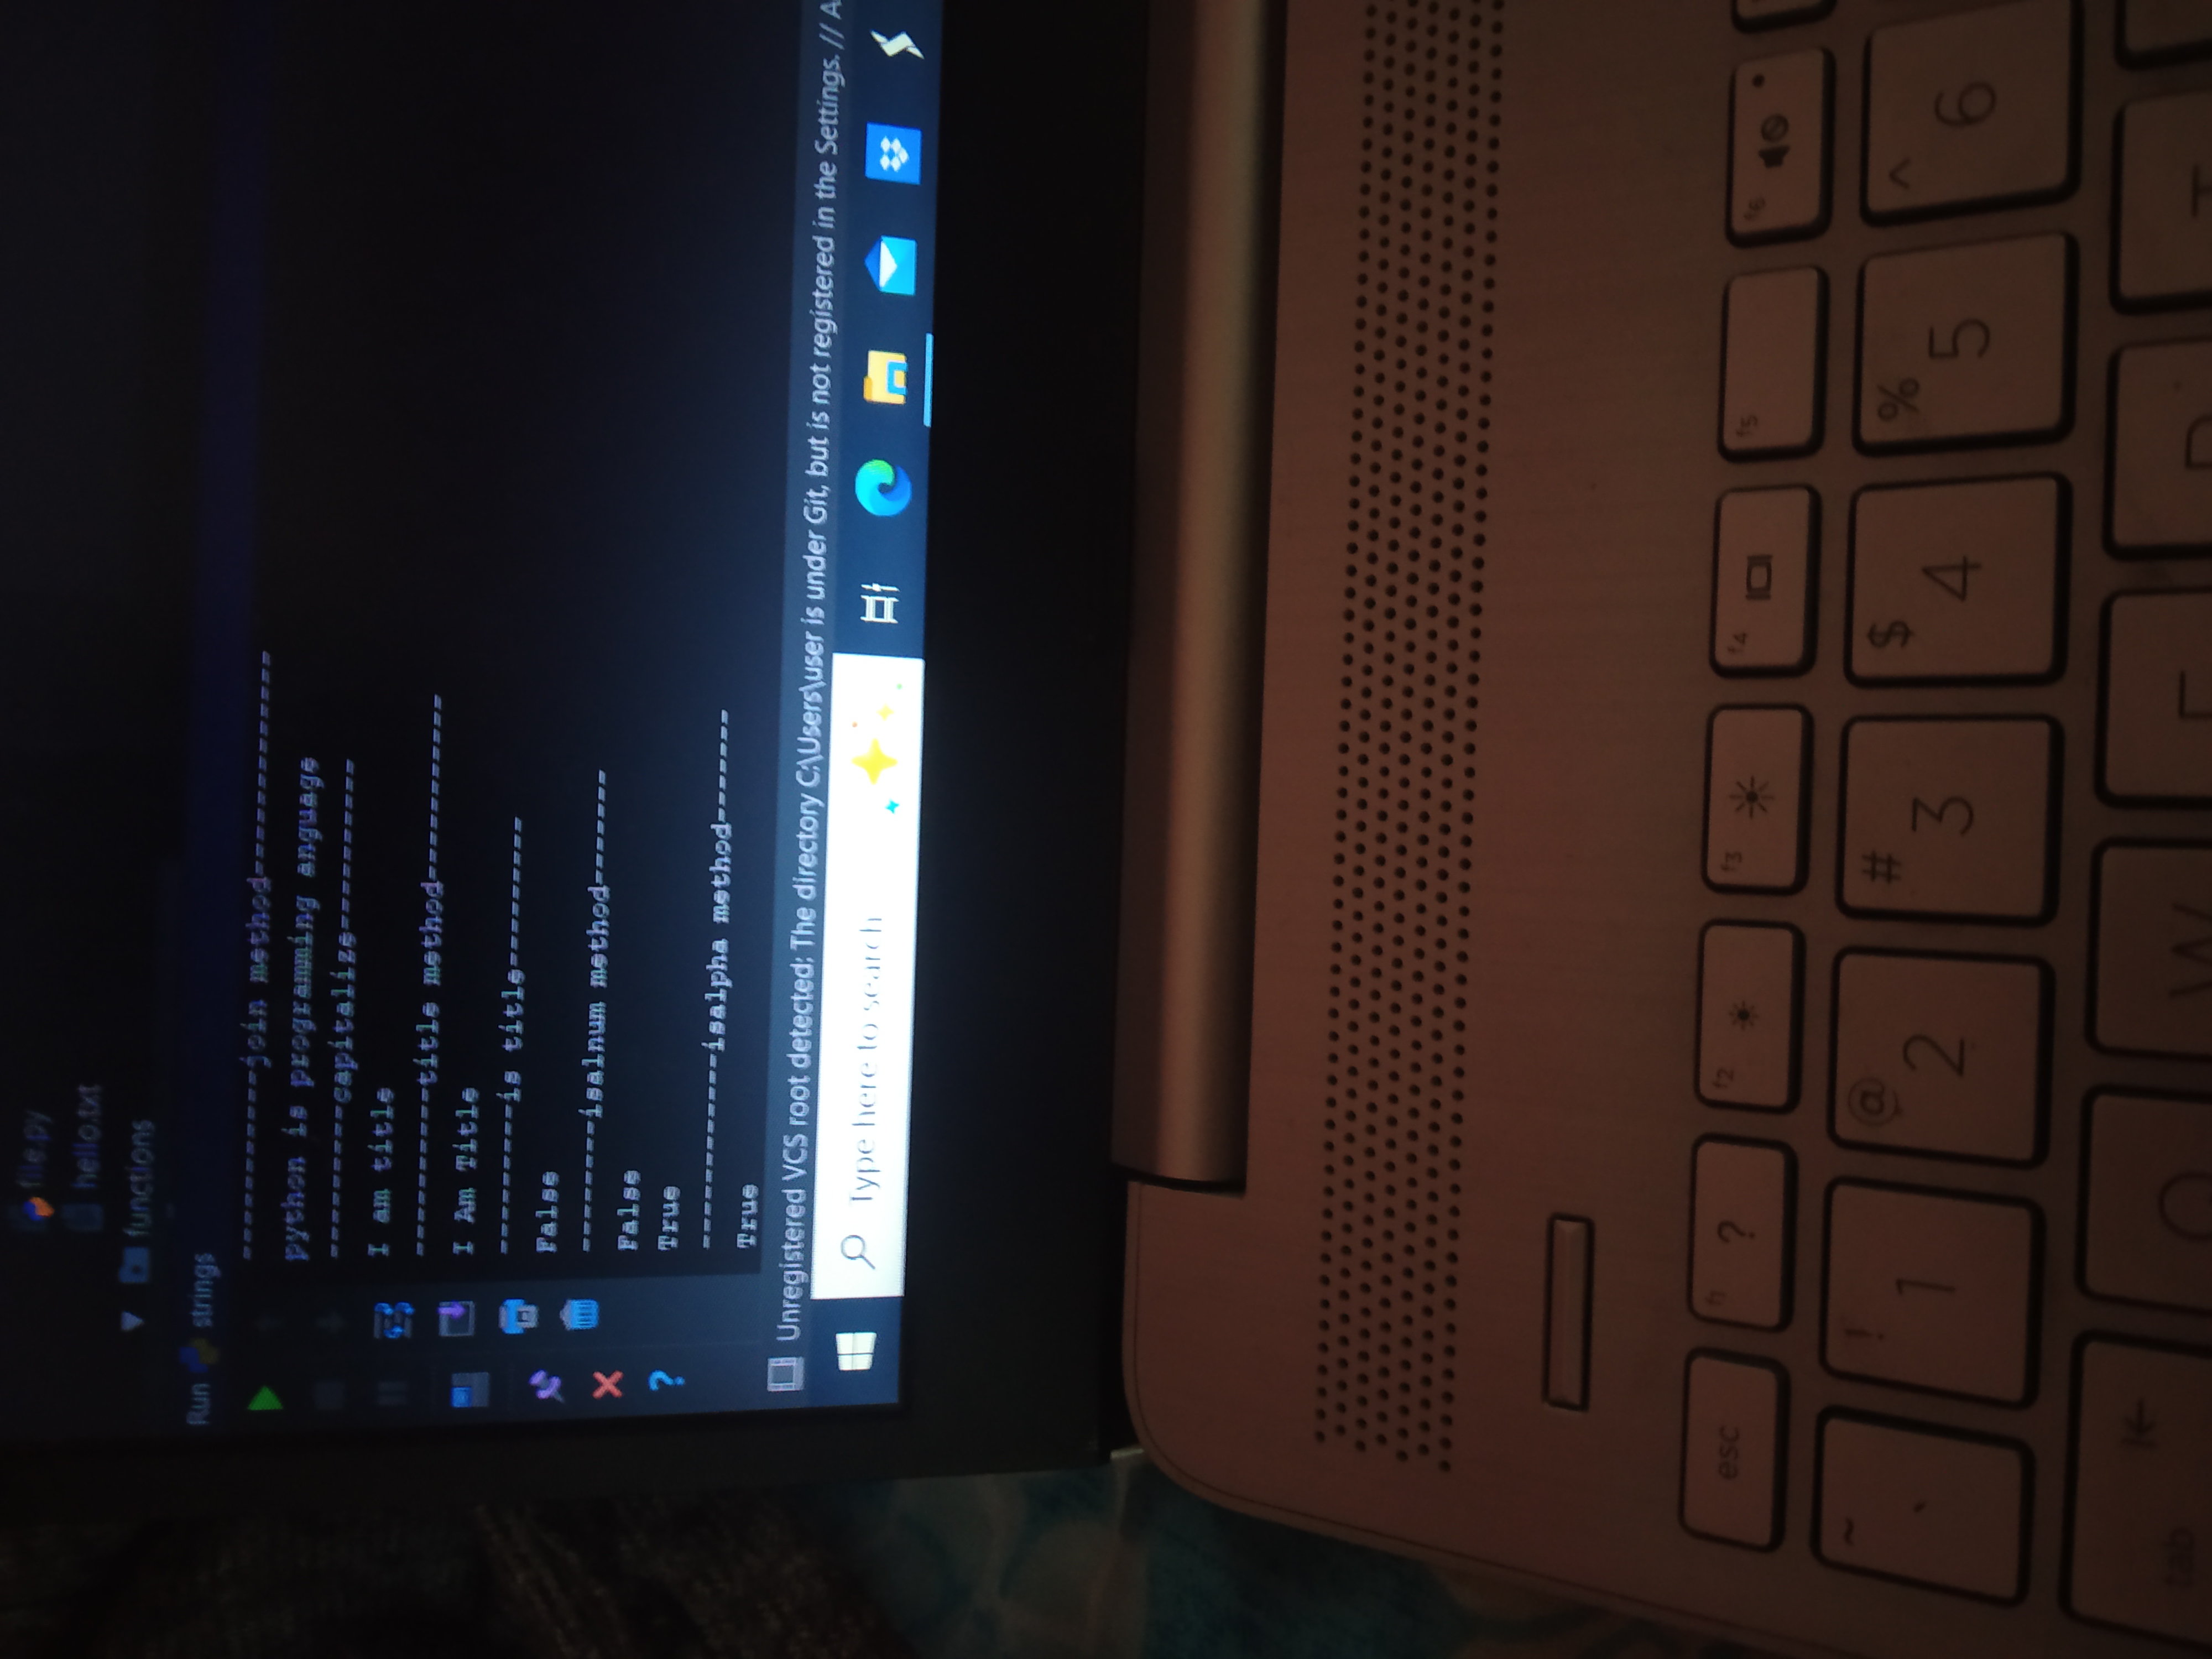 file.py
hello.txt
functions
Run strings
-----------join method-------------
python is programming anguage
---------capitalize----------
I am title
----------title method-----------
I Am Title
---------is title---------
False
--------isalnum method-------
False
True
------------isalpha method-------
True
Unregistered VCS root detected: The directory C:\Users\user is under Git, but is not registered in the Settings. // A
Type here to search
esc f1 ? f2 f3 f4 f5 f6
~ ! @ # $ % ^
` 1 2 3 4 5 6
tab Q W E R T